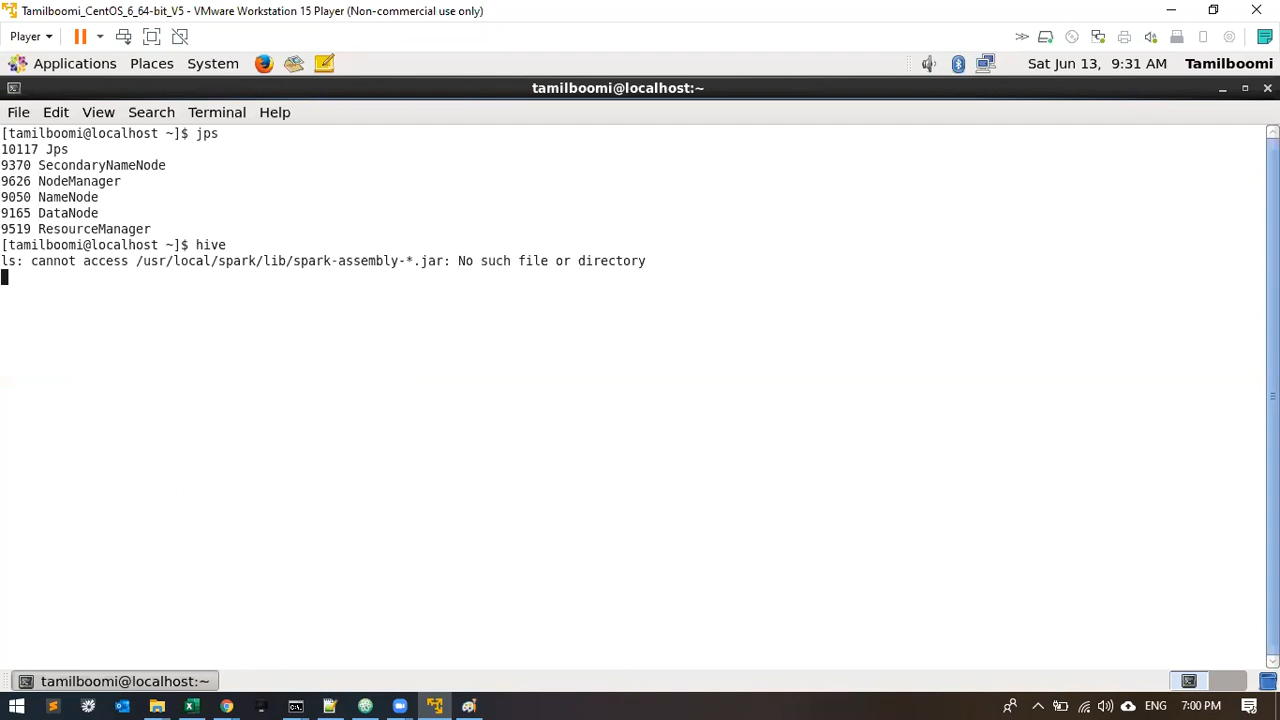 Tamilboomi_CentOS_6_64-bit_V5 - VMware Workstation 15 Player (Non-commercial use only)
Player
Applications Places System Sat Jun 13, 9:31 AM Tamilboomi
tamilboomi@localhost:~
File Edit View Search Terminal Help
[tamilboomi@localhost ~]$ jps
10117 Jps
9370 SecondaryNameNode
9626 NodeManager
9050 NameNode
9165 DataNode
9519 ResourceManager
[tamilboomi@localhost ~]$ hive
ls: cannot access /usr/local/spark/lib/spark-assembly-*.jar: No such file or directory
tamilboomi@localhost:~
ENG 7:00 PM